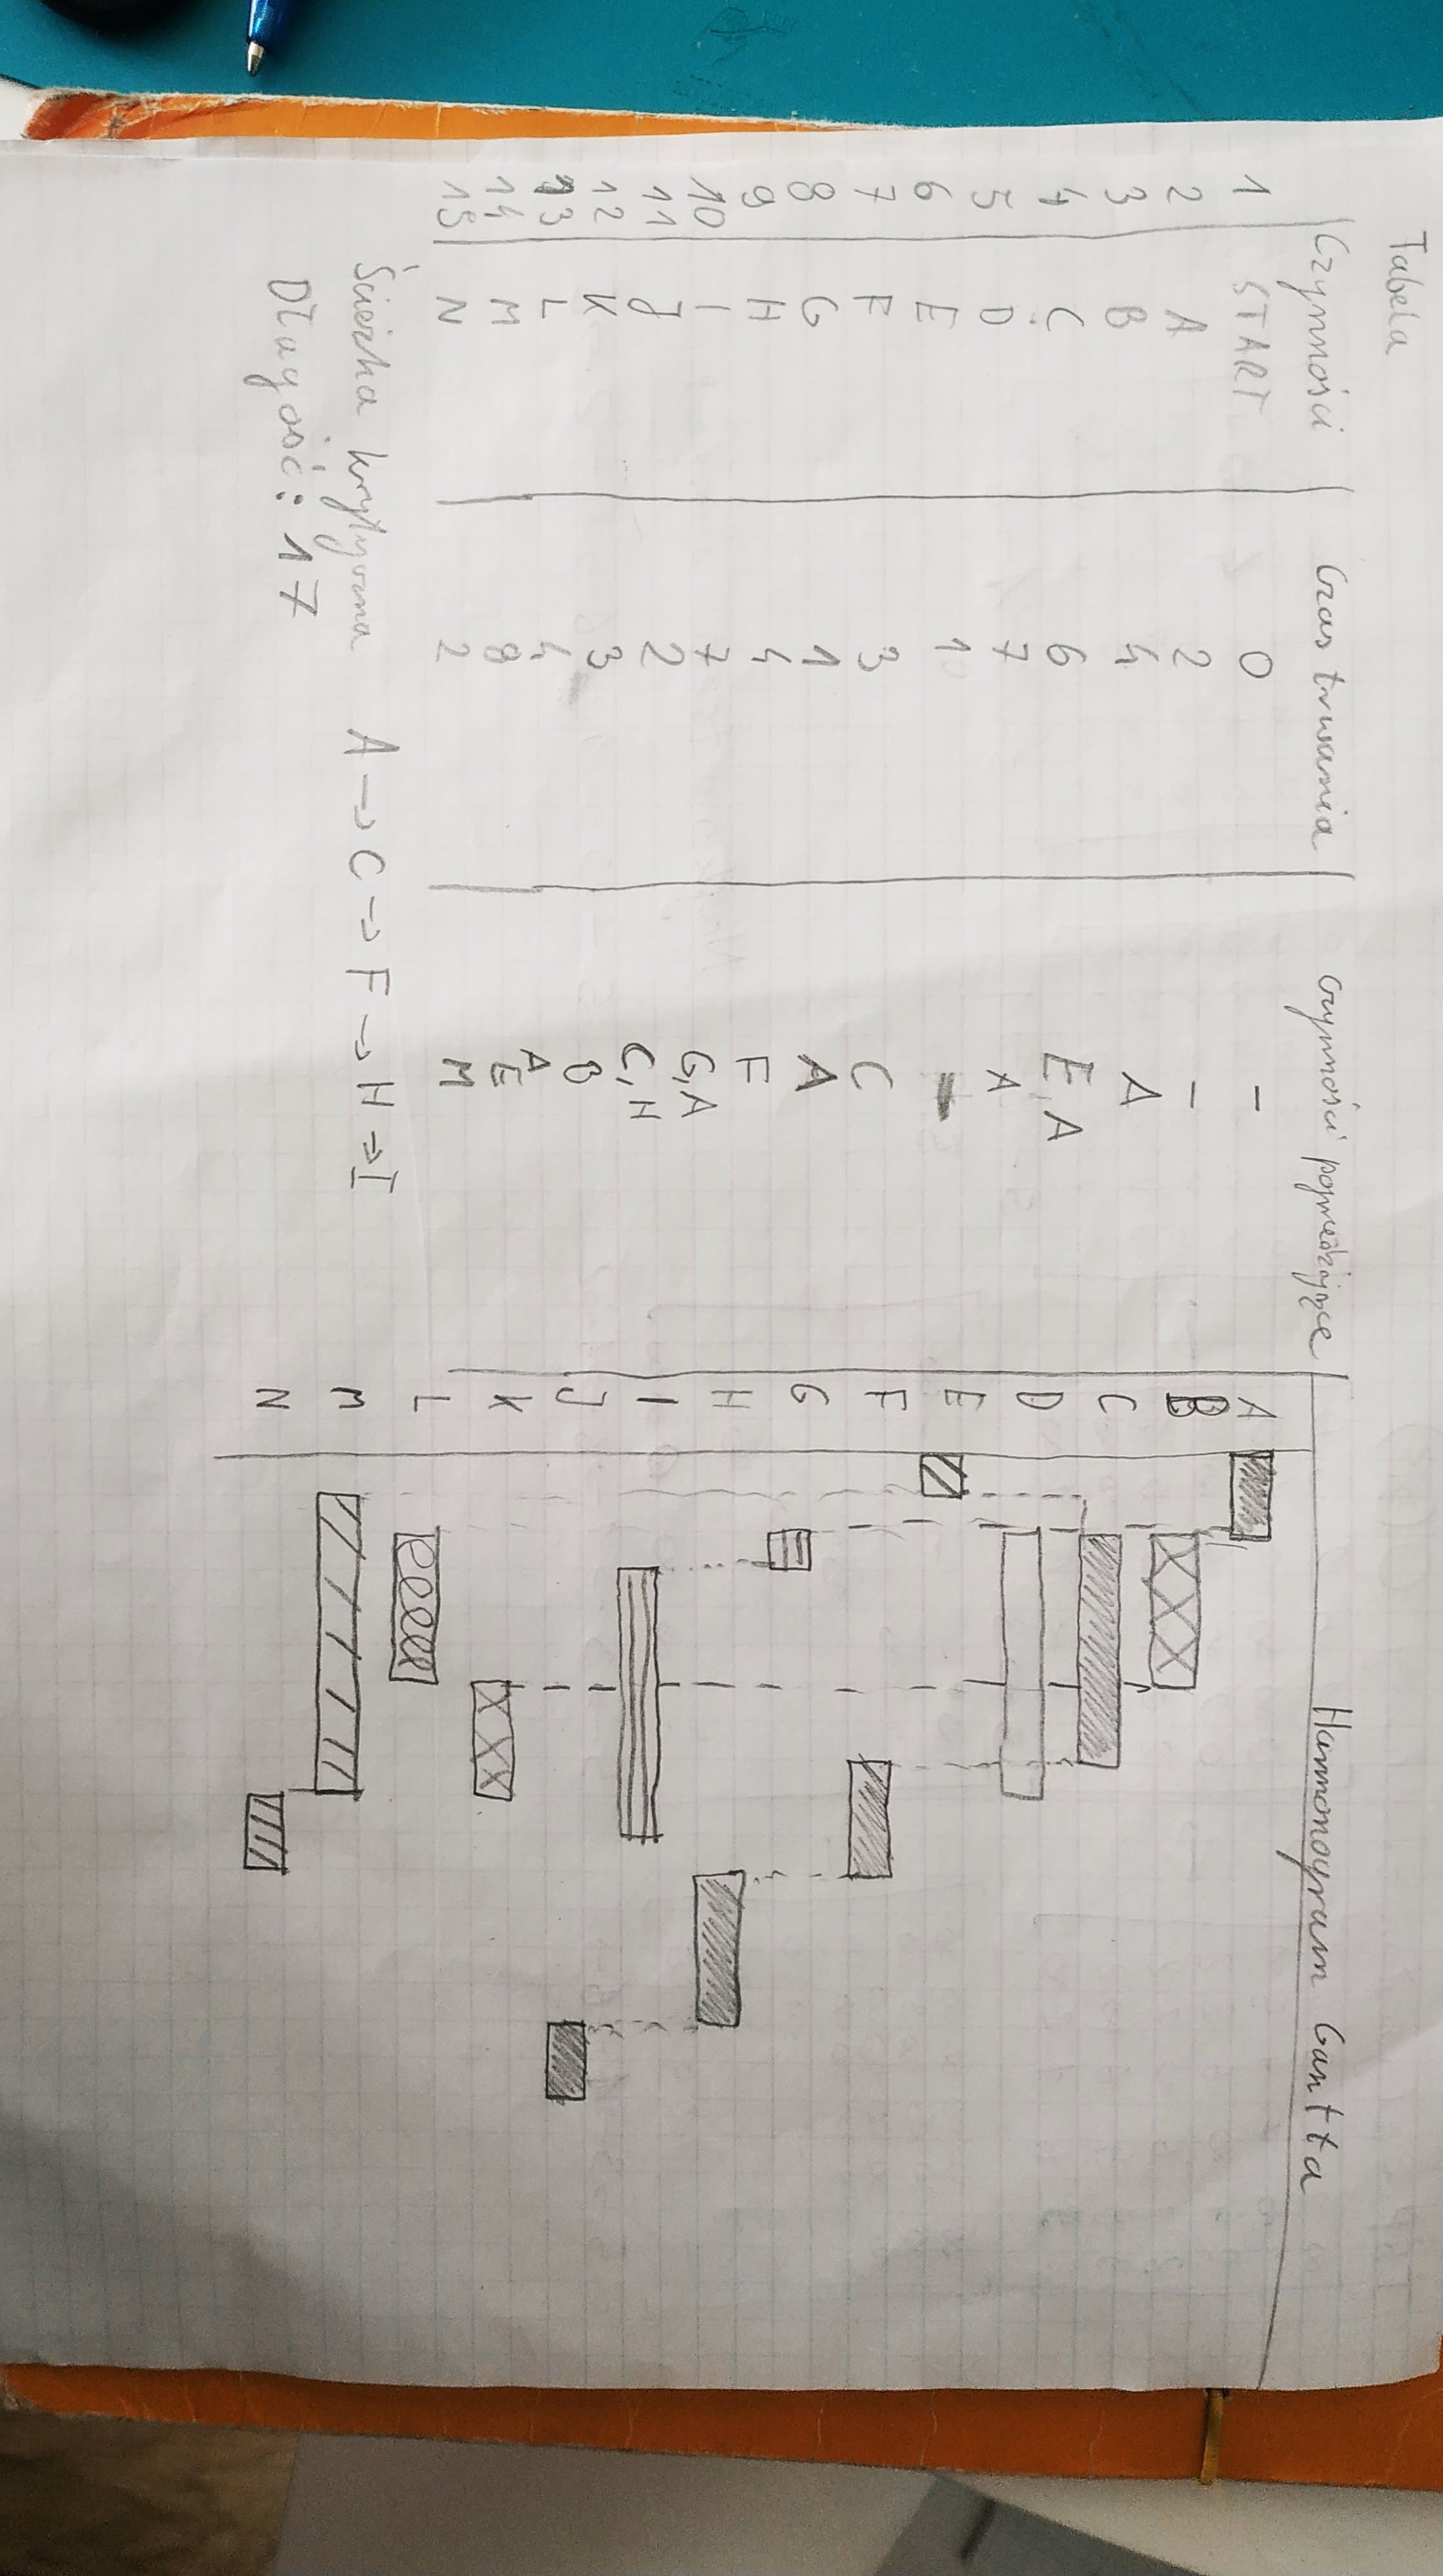 Tabela
Czynności Czas trwania Czynności poprzedzające Harmonogram Gantta
1 START 0 -
2 A 2 -
3 B 4 A
4 C 6 E, A
5 D 7 A
6 E 1 -
7 F 3 C
8 G 1 A
9 H 4 F
10 I 7 G, A
11 J 2 C, H
12 K 3 B
13 L 4 A
14 M 8 E
15 N 2 M
Ścieżka krytyczna A → C → F → H → I
Długość: 17
A
B
C
D
E
F
G
H
I
J
K
L
M
N